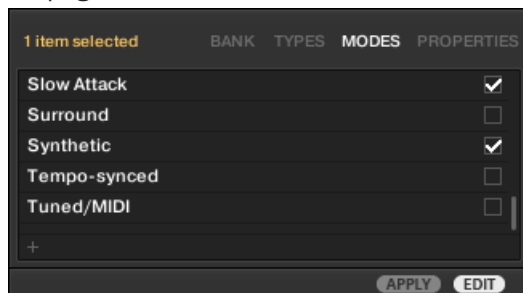 1 item selected BANK TYPES MODES PROPERTIES
Slow Attack
Surround
Synthetic
Tempo-synced
Tuned/MIDI
+
APPLY EDIT